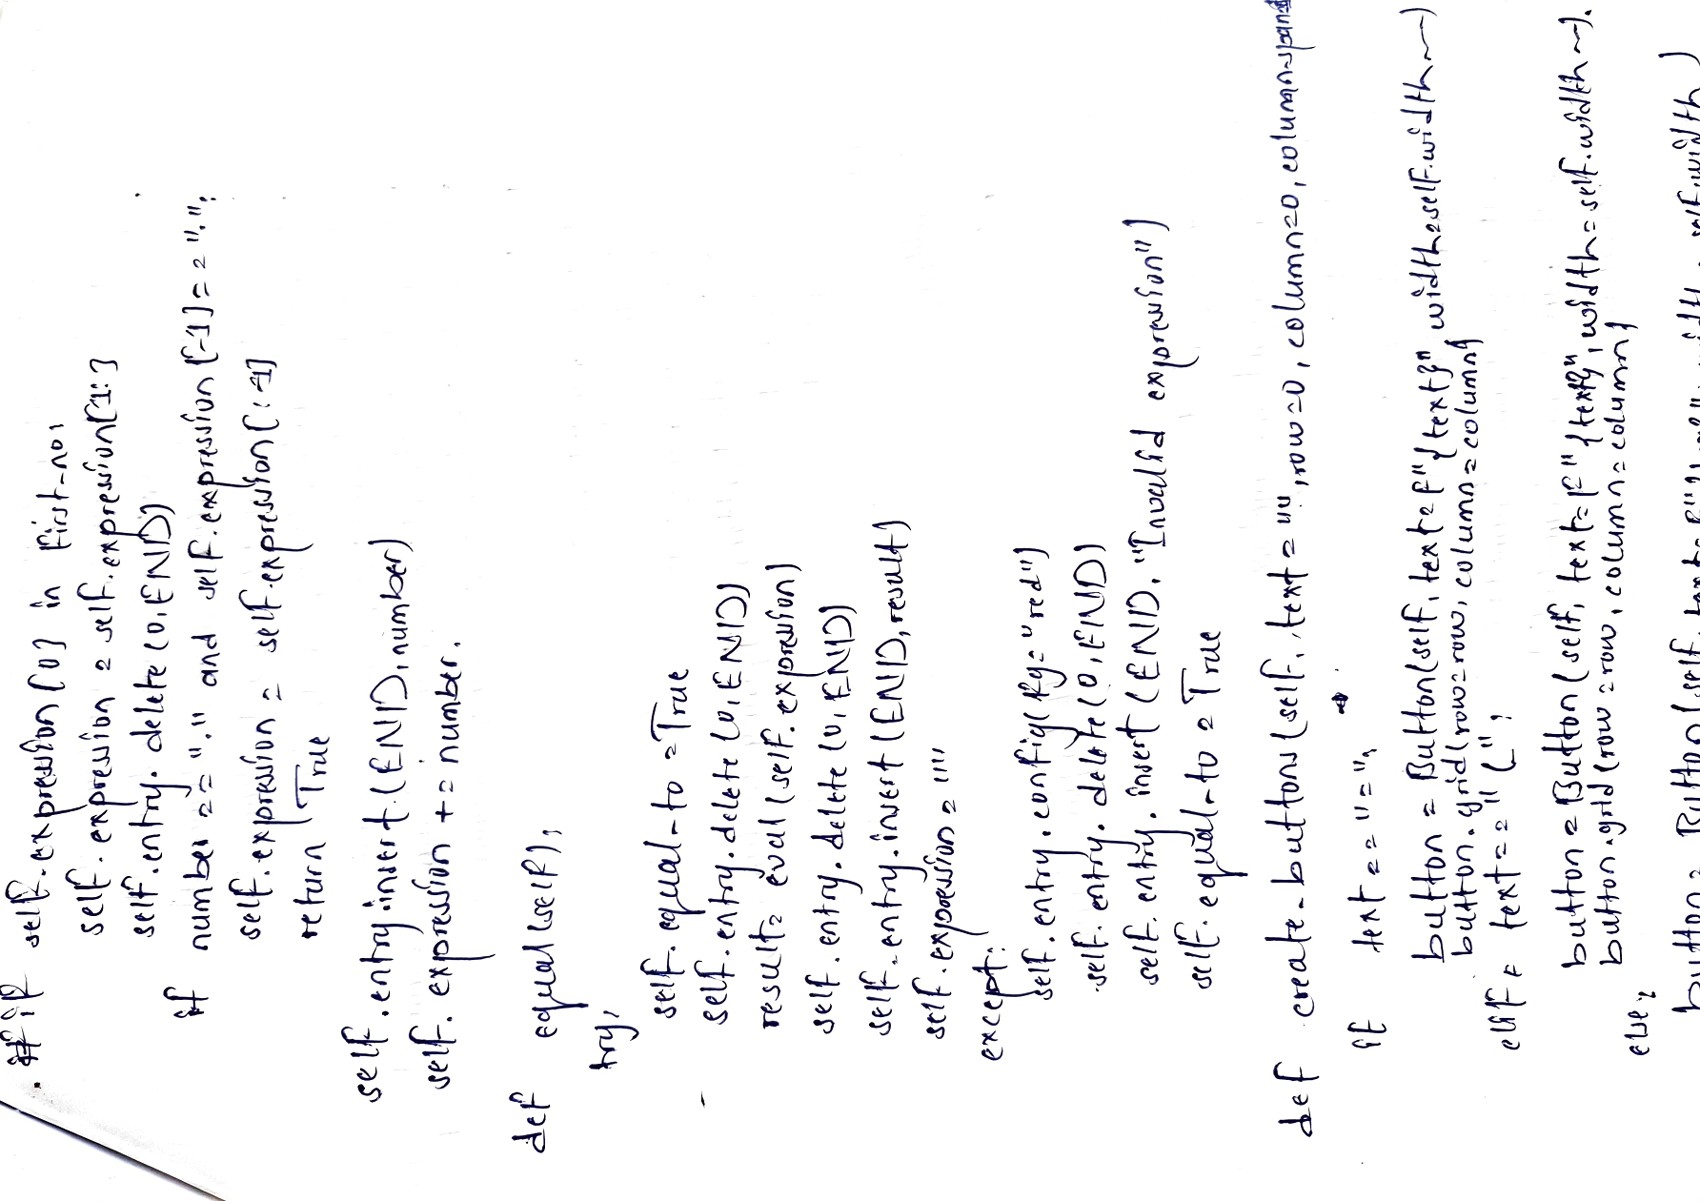 if self.expression[0] in First_no:
self.expression = self.expression[1:]
self.entry.delete(0,END)
if number == "." and self.expression[-1] == ".":
self.expression = self.expression[:-1]
return True
self.entry.insert(END,number)
self.expression += number.
def equal(self):
try:
self.equal_to = True
self.entry.delete(0,END)
result = eval(self.expression)
self.entry.delete(0,END)
self.entry.insert(END,result)
self.expression = ""
except:
self.entry.config(fg="red")
self.entry.delete(0,END)
self.entry.insert(END,"Invalid expression")
self.equal_to = True
def create_buttons(self,text="",row=0,column=0,columnspan=1
if text == "=":
button = Button(self,text=f"{text}",width=self.width~)
button.grid(row=row,column=column)
elif text == "C":
button = Button(self,text=f"{text}",width=self.width~).
button.grid(row=row,column=column)
else:
button = Button(self,